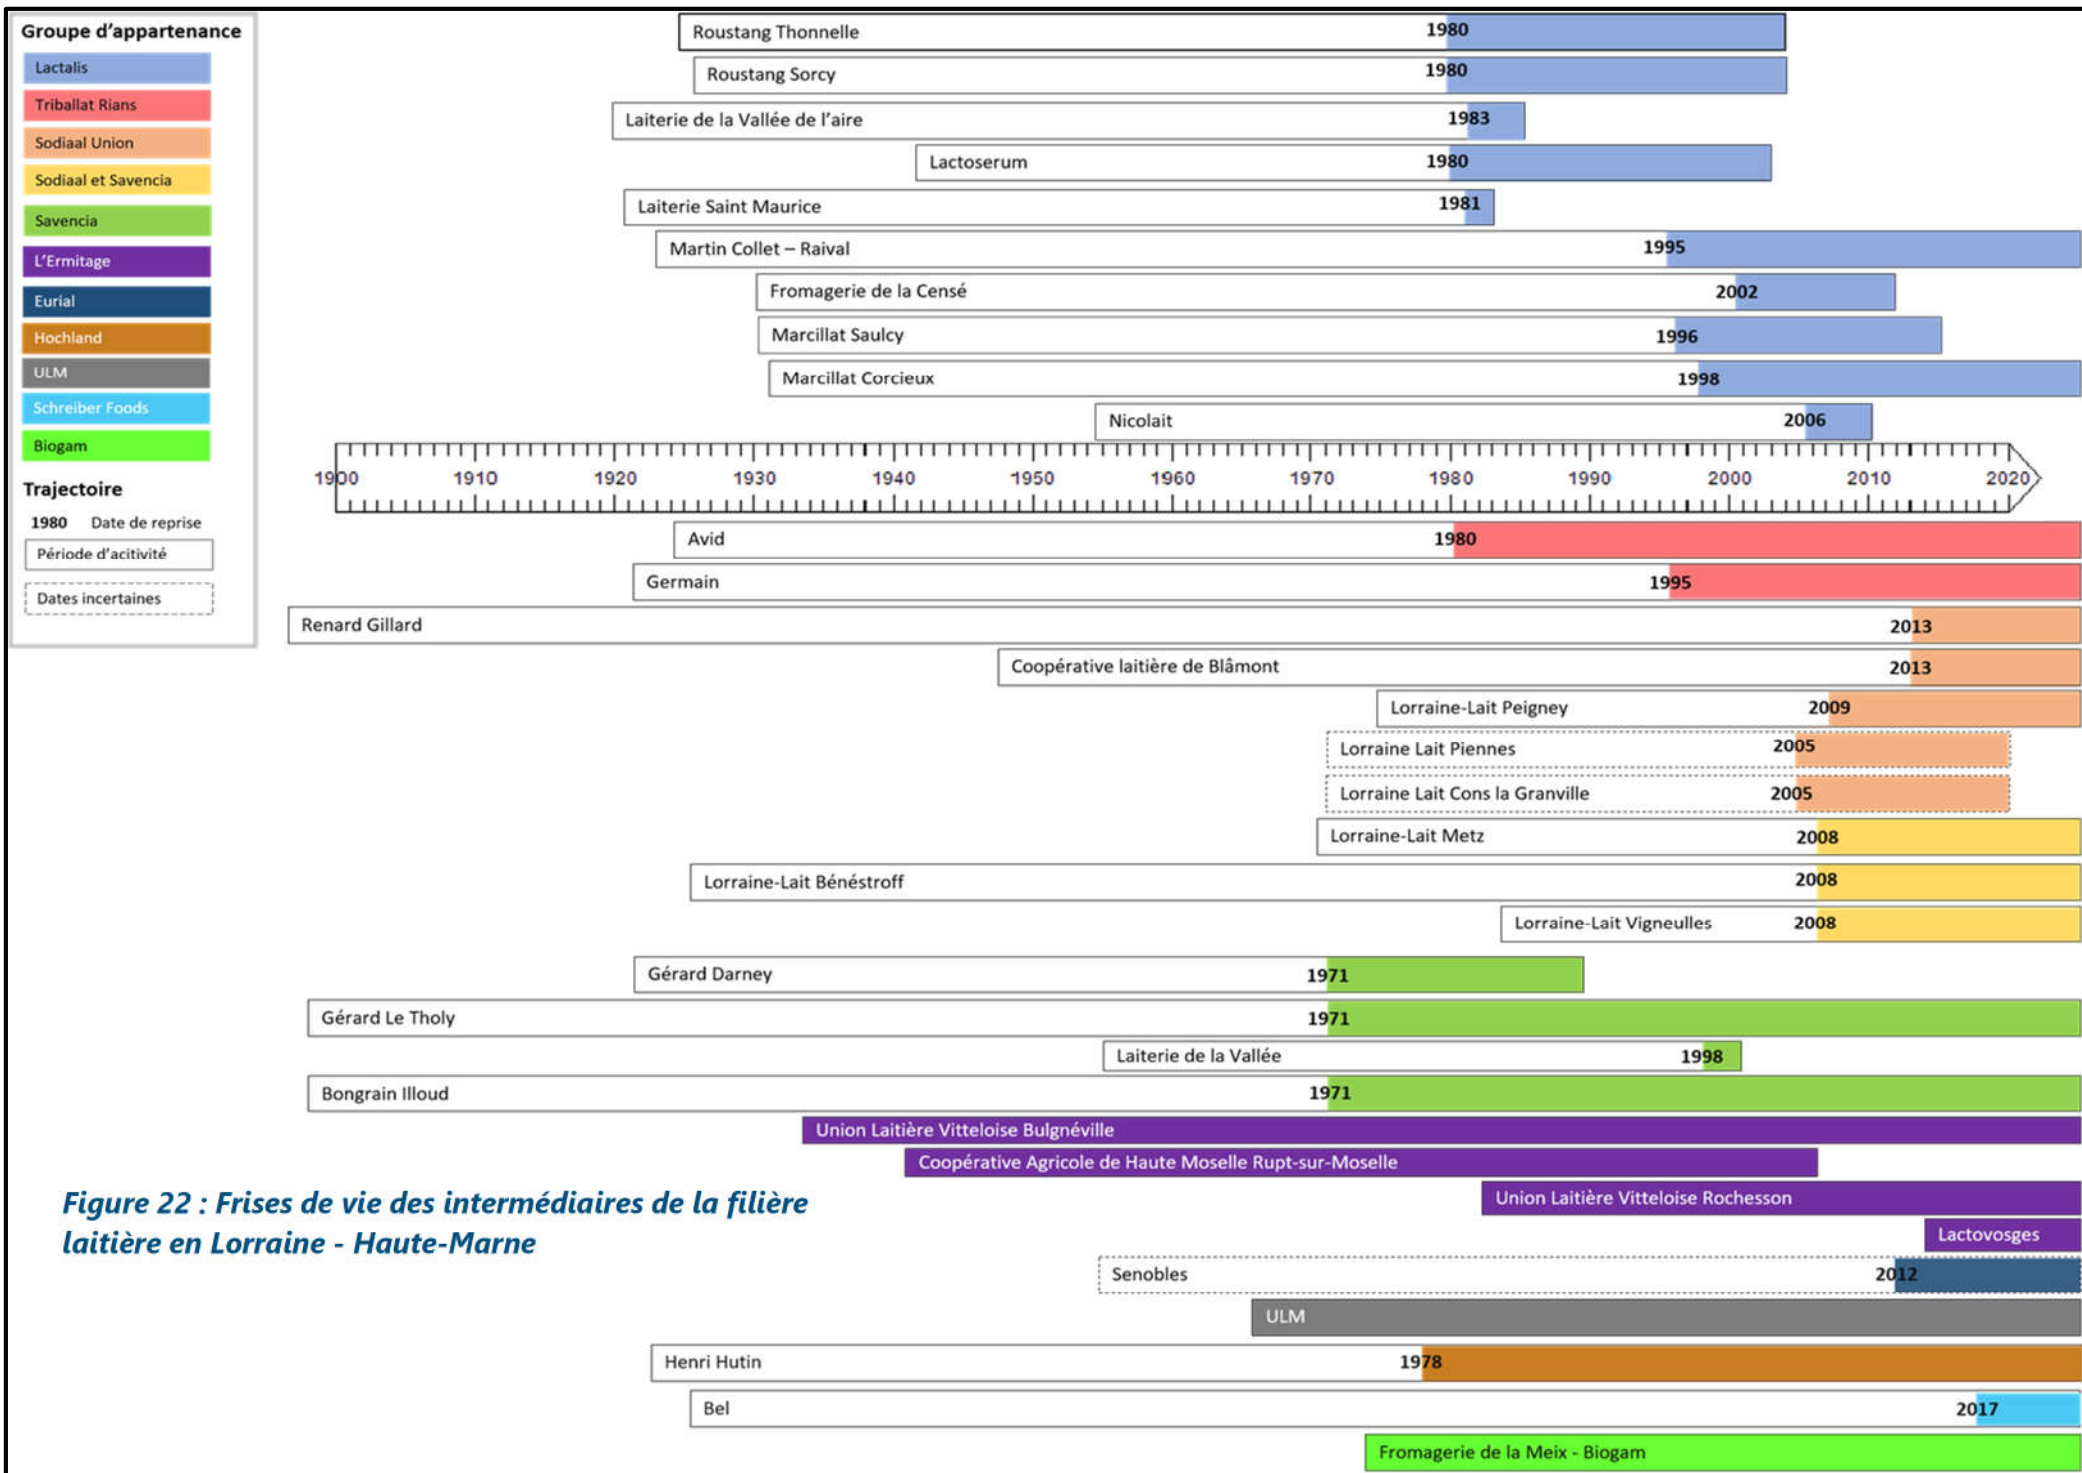 Groupe d'appartenance
Lactalis
Triballat Rians
Sodiaal Union
Sodiaal et Savencia
Savencia
L'Ermitage
Eurial
Hochland
ULM
Schreiber Foods
Biogam
Trajectoire
1980 Date de reprise
Période d'acitivité
Dates incertaines
Roustang Thonnelle 1980
Roustang Sorcy 1980
Laiterie de la Vallée de l'aire 1983
Lactoserum 1980
Laiterie Saint Maurice 1981
Martin Collet – Raival 1995
Fromagerie de la Censé 2002
Marcillat Saulcy 1996
Marcillat Corcieux 1998
Nicolait 2006
1900 1910 1920 1930 1940 1950 1960 1970 1980 1990 2000 2010 2020
Avid 1980
Germain 1995
Renard Gillard 2013
Coopérative laitière de Blâmont 2013
Lorraine-Lait Peigney 2009
Lorraine Lait Piennes 2005
Lorraine Lait Cons la Granville 2005
Lorraine-Lait Metz 2008
Lorraine-Lait Bénéstroff 2008
Lorraine-Lait Vigneulles 2008
Gérard Darney 1971
Gérard Le Tholy 1971
Laiterie de la Vallée 1998
Bongrain Illoud 1971
Union Laitière Vitteloise Bulgnéville
Coopérative Agricole de Haute Moselle Rupt-sur-Moselle
Union Laitière Vitteloise Rochesson
Lactovosges
Senobles 2012
ULM
Henri Hutin 1978
Bel 2017
Fromagerie de la Meix - Biogam
Figure 22 : Frises de vie des intermédiaires de la filière
laitière en Lorraine - Haute-Marne